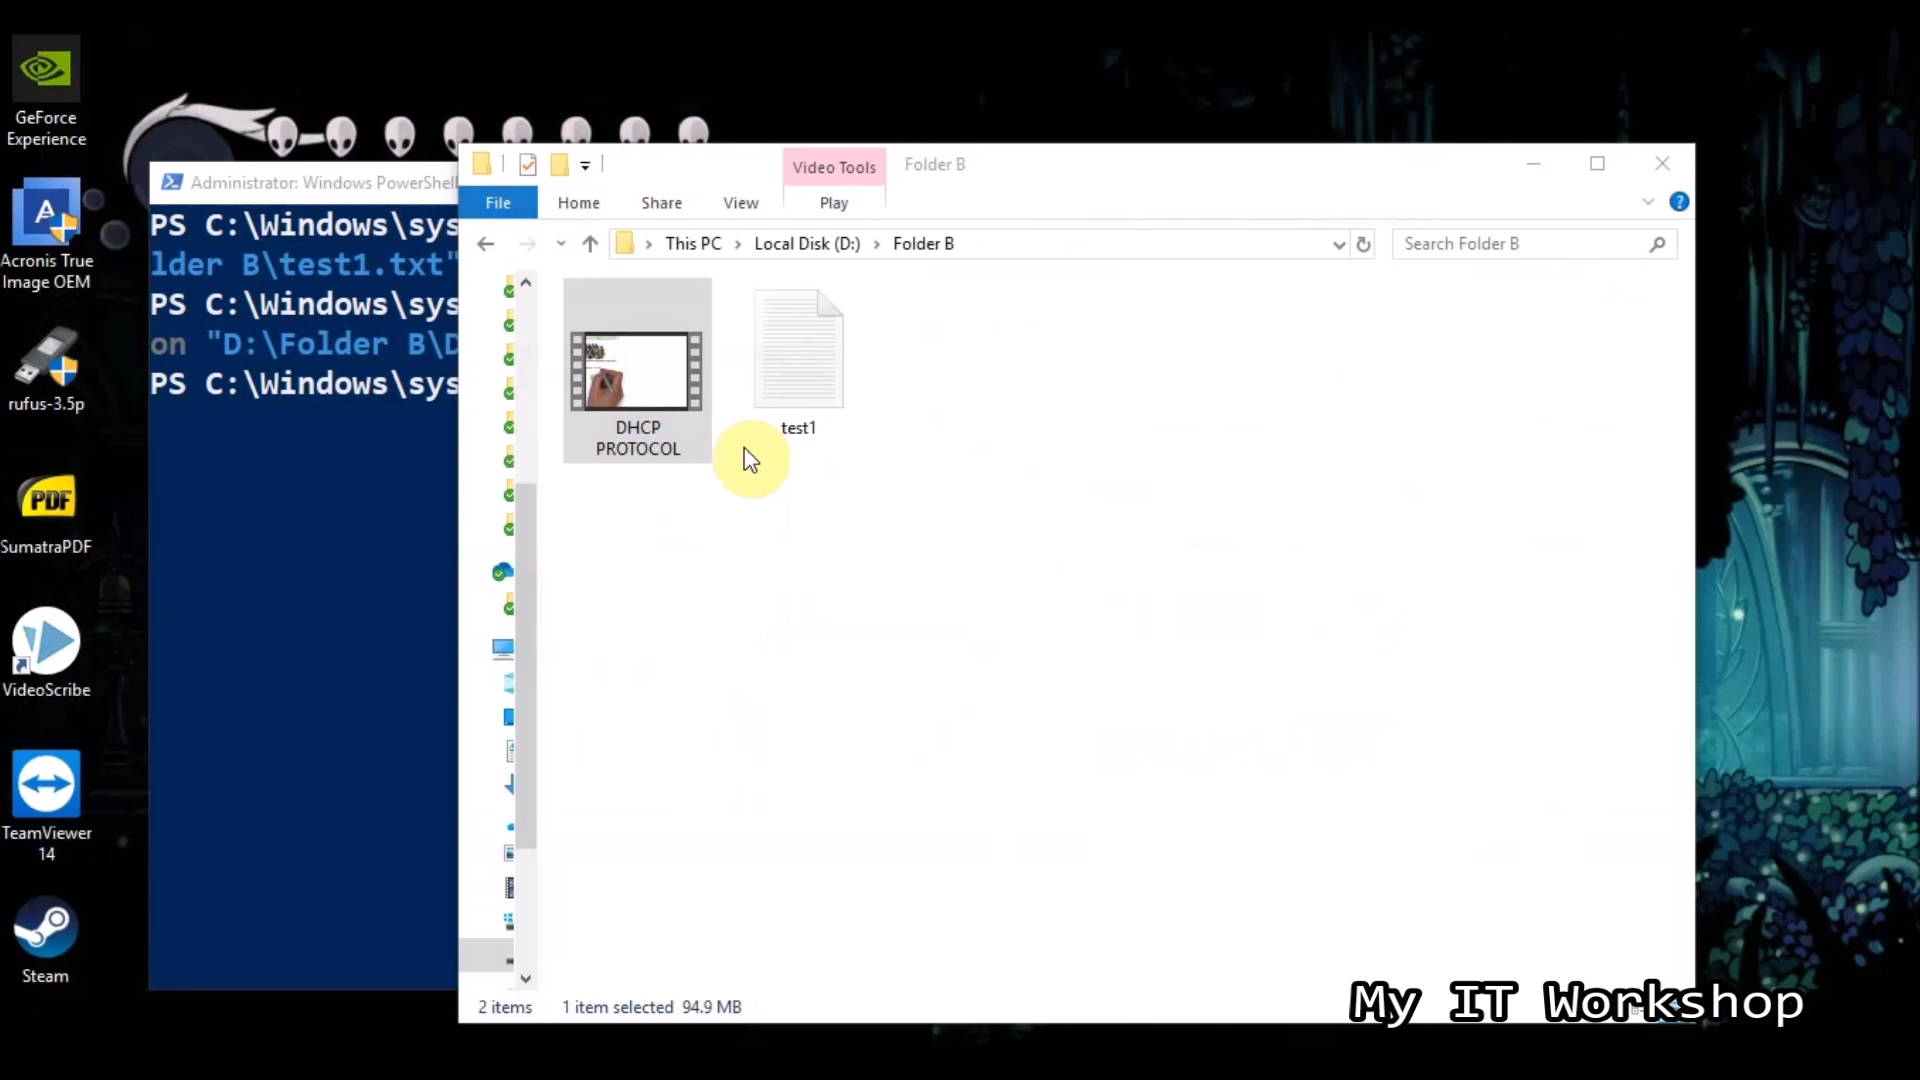 GeForce
Experience
Acronis True
Image OEM
rufus-3.5p
PDF
SumatraPDF
VideoScribe
TeamViewer
14
Steam
Administrator: Windows PowerShell
PS C:\Windows\sys
lder B\test1.txt"
PS C:\Windows\sys
on "D:\Folder B\D
PS C:\Windows\sys
Video Tools
Folder B
File
Home
Share
View
Play
This PC
Local Disk (D:)
Folder B
Search Folder B
DHCP
PROTOCOL
test1
2 items
1 item selected 94.9 MB
My IT Workshop